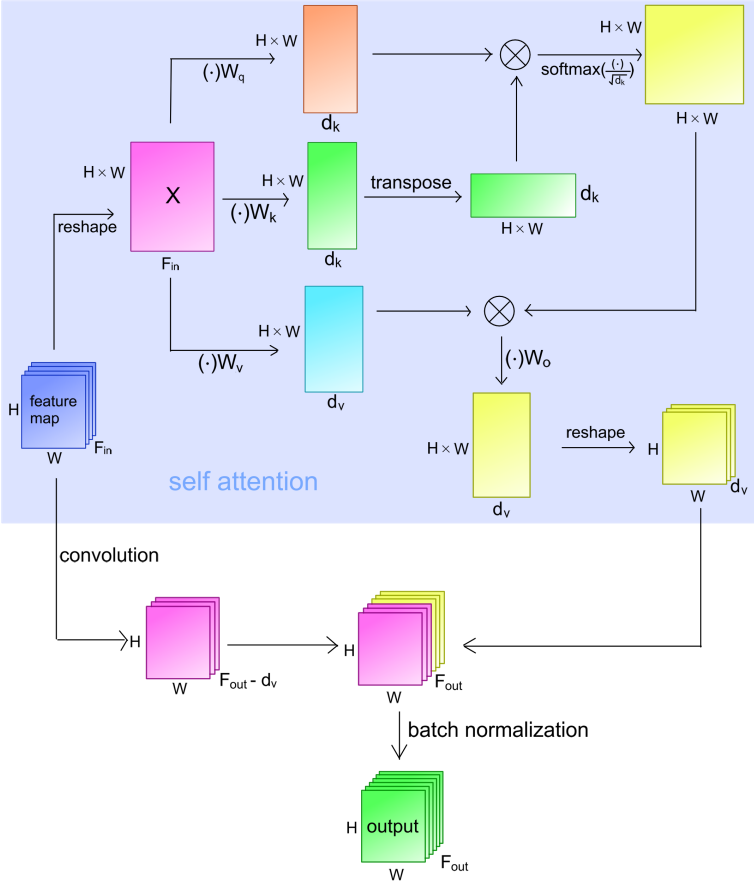 H × W
(·)W_q
d_k
softmax((·)/√d_k)
H × W
H × W
H × W
X
F_in
reshape
(·)W_k
H × W
d_k
transpose
d_k
H × W
H × W
(·)W_v
d_v
(·)W_o
H
feature
map
W
F_in
H × W
d_v
reshape
H
W
d_v
self attention
convolution
H
W
F_out - d_v
H
W
F_out
batch normalization
H
output
W
F_out